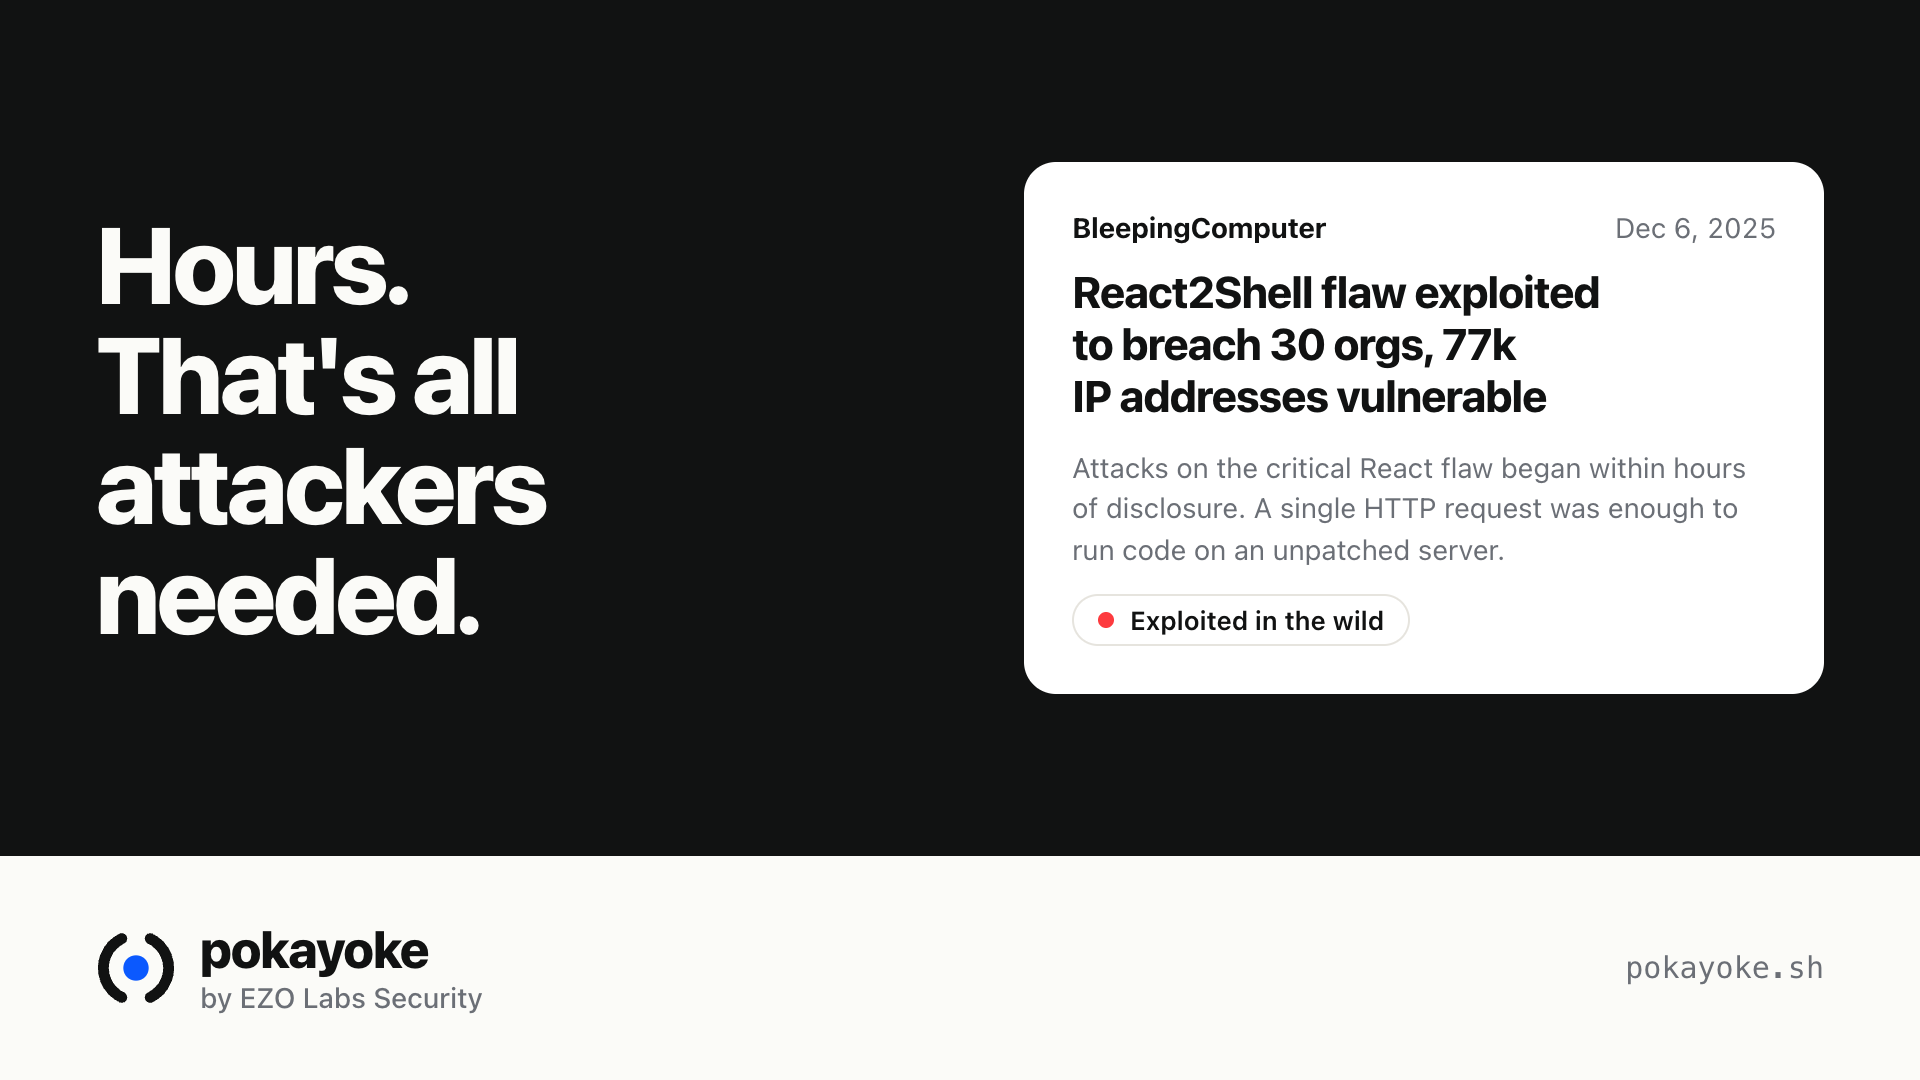 Hours.
That's all
attackers
needed.
BleepingComputer
Dec 6, 2025
React2Shell flaw exploited
to breach 30 orgs, 77k
IP addresses vulnerable
Attacks on the critical React flaw began within hours
of disclosure. A single HTTP request was enough to
run code on an unpatched server.
Exploited in the wild
pokayoke
by EZO Labs Security
pokayoke.sh